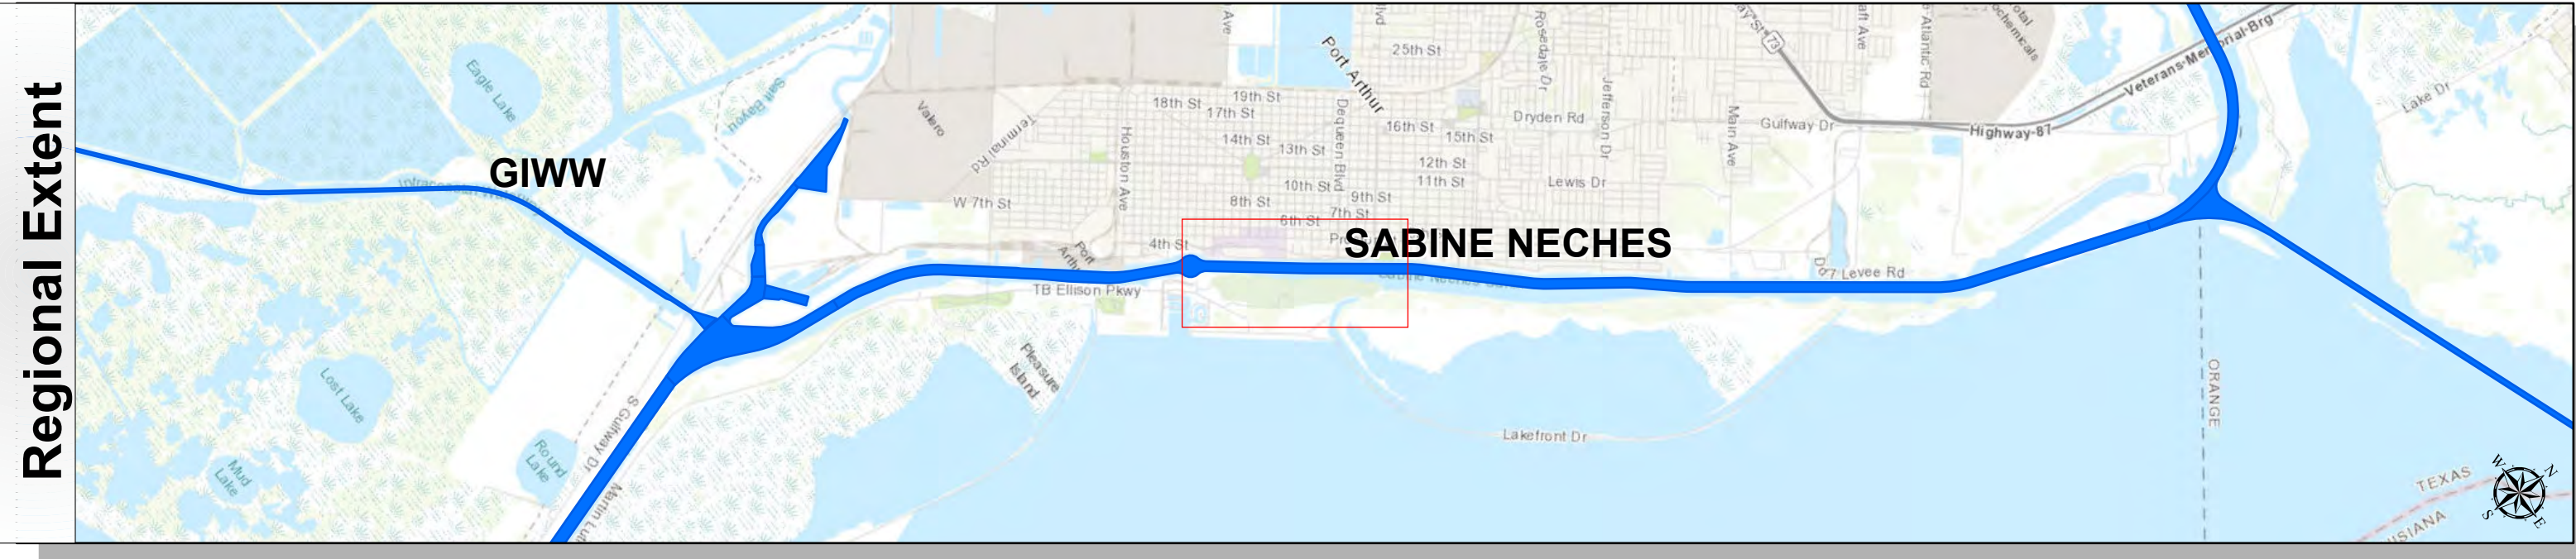 Regional Extent
GIWW
SABINE NECHES
Eagle Lake
Salt Bayou
Valero
Terminal Rd
Ave
25th St
Port Arthur
Rosedale Dr
73
Highway-87
Veterans-Memorial-Brg
Lake Dr
18th St
19th St
17th St
14th St
13th St
16th St
15th St
Dequeen Blvd
Houston Ave
Dryden Rd
Jefferson Dr
Main Ave
Gulfway Dr
12th St
11th St
10th St
9th St
Lewis Dr
W 7th St
8th St
7th St
6th St
4th St
Port
TB Ellison Pkwy
Levee Rd
Pleasure
Island
Lost Lake
Mud
Lake
Round
Lake
S Gulfway Dr
Lakefront Dr
ORANGE
TEXAS
W
N
S
E